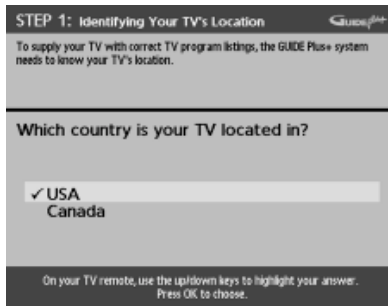 STEP 1: Identifying Your TV's Location
GUIDE Plus+
To supply your TV with correct TV program listings, the GUIDE Plus+ system
needs to know your TV's location.
Which country is your TV located in?
✓ USA
Canada
On your TV remote, use the up/down keys to highlight your answer.
Press OK to choose.